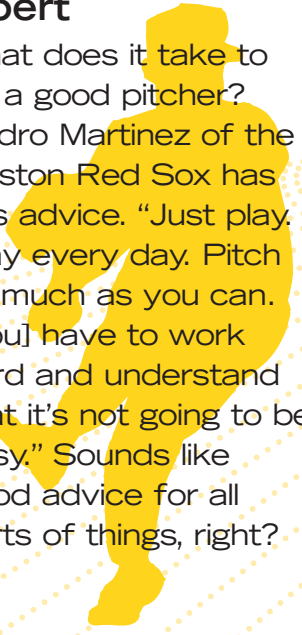 pert
at does it take to
a good pitcher?
dro Martinez of the
ston Red Sox has
s advice. “Just play.
ay every day. Pitch
much as you can.
ou] have to work
rd and understand
at it’s not going to be
sy.” Sounds like
od advice for all
rts of things, right?